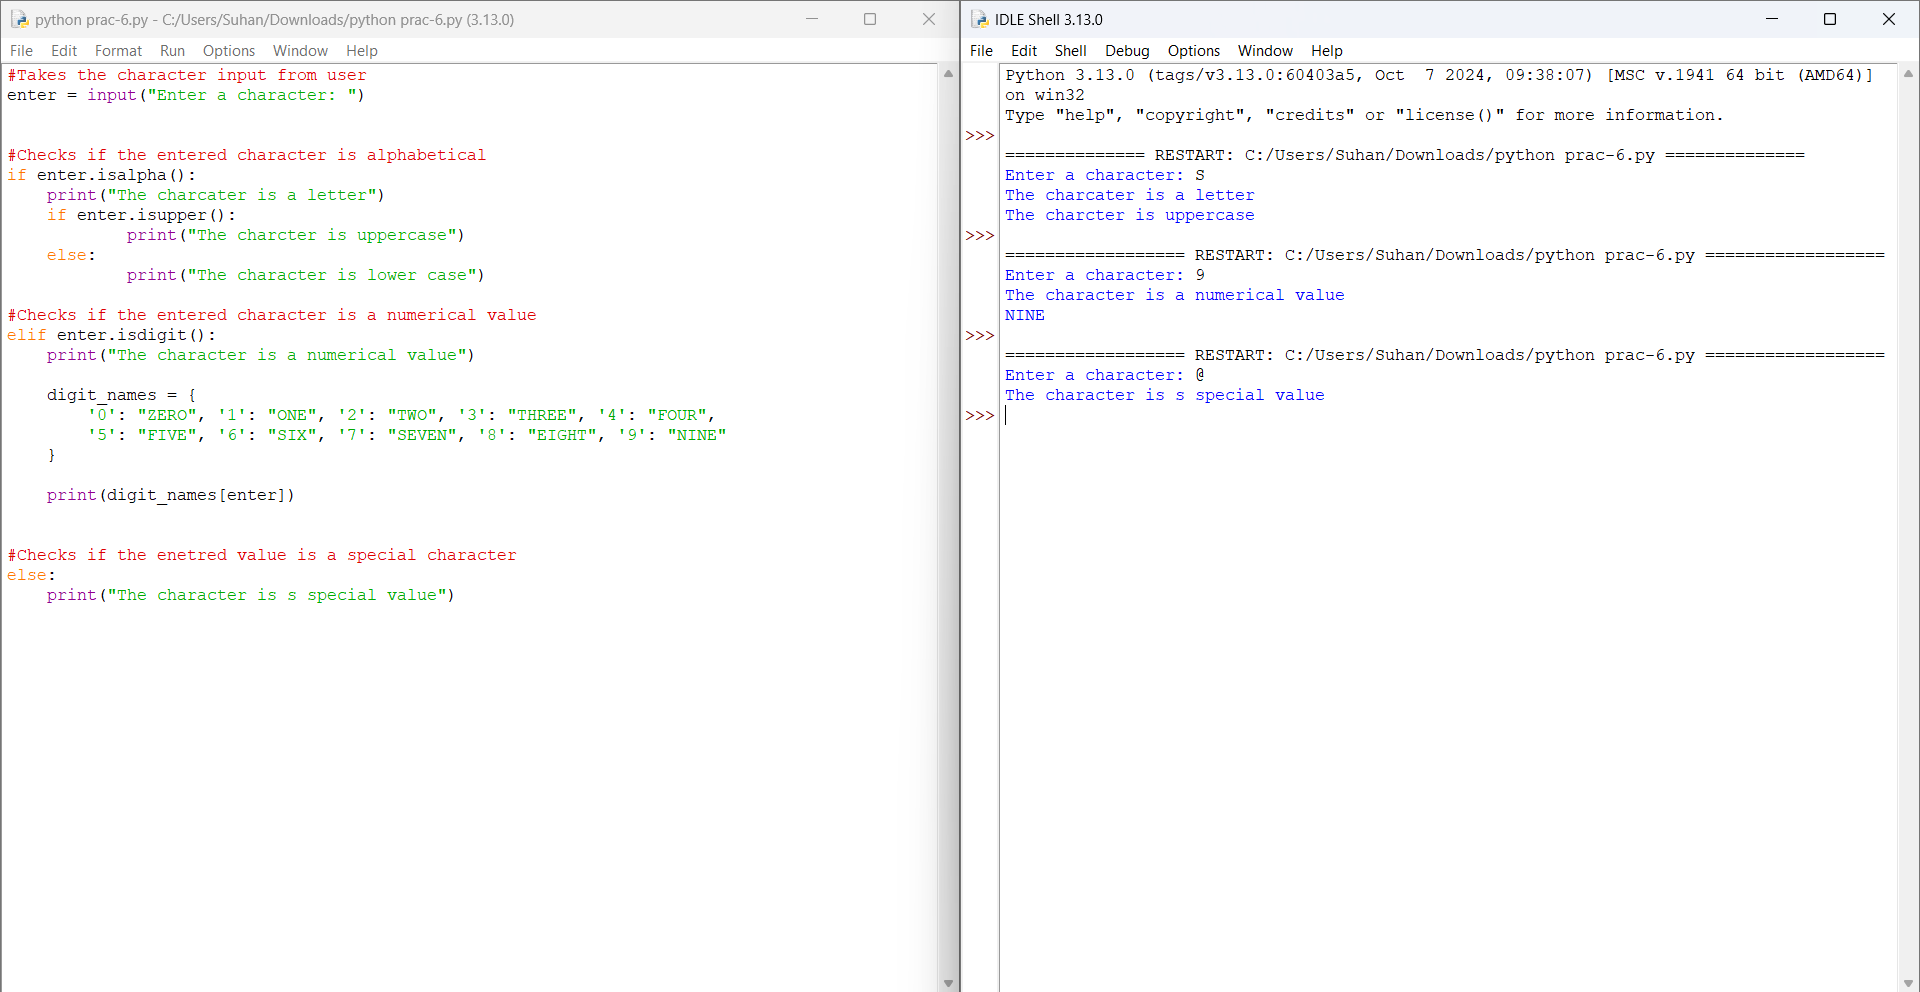 python prac-6.py - C:/Users/Suhan/Downloads/python prac-6.py (3.13.0)
File Edit Format Run Options Window Help
#Takes the character input from user
enter = input("Enter a character: ")
#Checks if the entered character is alphabetical
if enter.isalpha():
    print("The charcater is a letter")
    if enter.isupper():
            print("The charcter is uppercase")
    else:
            print("The character is lower case")
#Checks if the entered character is a numerical value
elif enter.isdigit():
    print("The character is a numerical value")
    digit_names = {
        '0': "ZERO", '1': "ONE", '2': "TWO", '3': "THREE", '4': "FOUR",
        '5': "FIVE", '6': "SIX", '7': "SEVEN", '8': "EIGHT", '9': "NINE"
    }
    print(digit_names[enter])
#Checks if the enetred value is a special character
else:
    print("The character is s special value")
IDLE Shell 3.13.0
File Edit Shell Debug Options Window Help
Python 3.13.0 (tags/v3.13.0:60403a5, Oct  7 2024, 09:38:07) [MSC v.1941 64 bit (AMD64)]
on win32
Type "help", "copyright", "credits" or "license()" for more information.
>>>
============== RESTART: C:/Users/Suhan/Downloads/python prac-6.py ==============
Enter a character: S
The charcater is a letter
The charcter is uppercase
>>>
================== RESTART: C:/Users/Suhan/Downloads/python prac-6.py ==================
Enter a character: 9
The character is a numerical value
NINE
>>>
================== RESTART: C:/Users/Suhan/Downloads/python prac-6.py ==================
Enter a character: @
The character is s special value
>>>